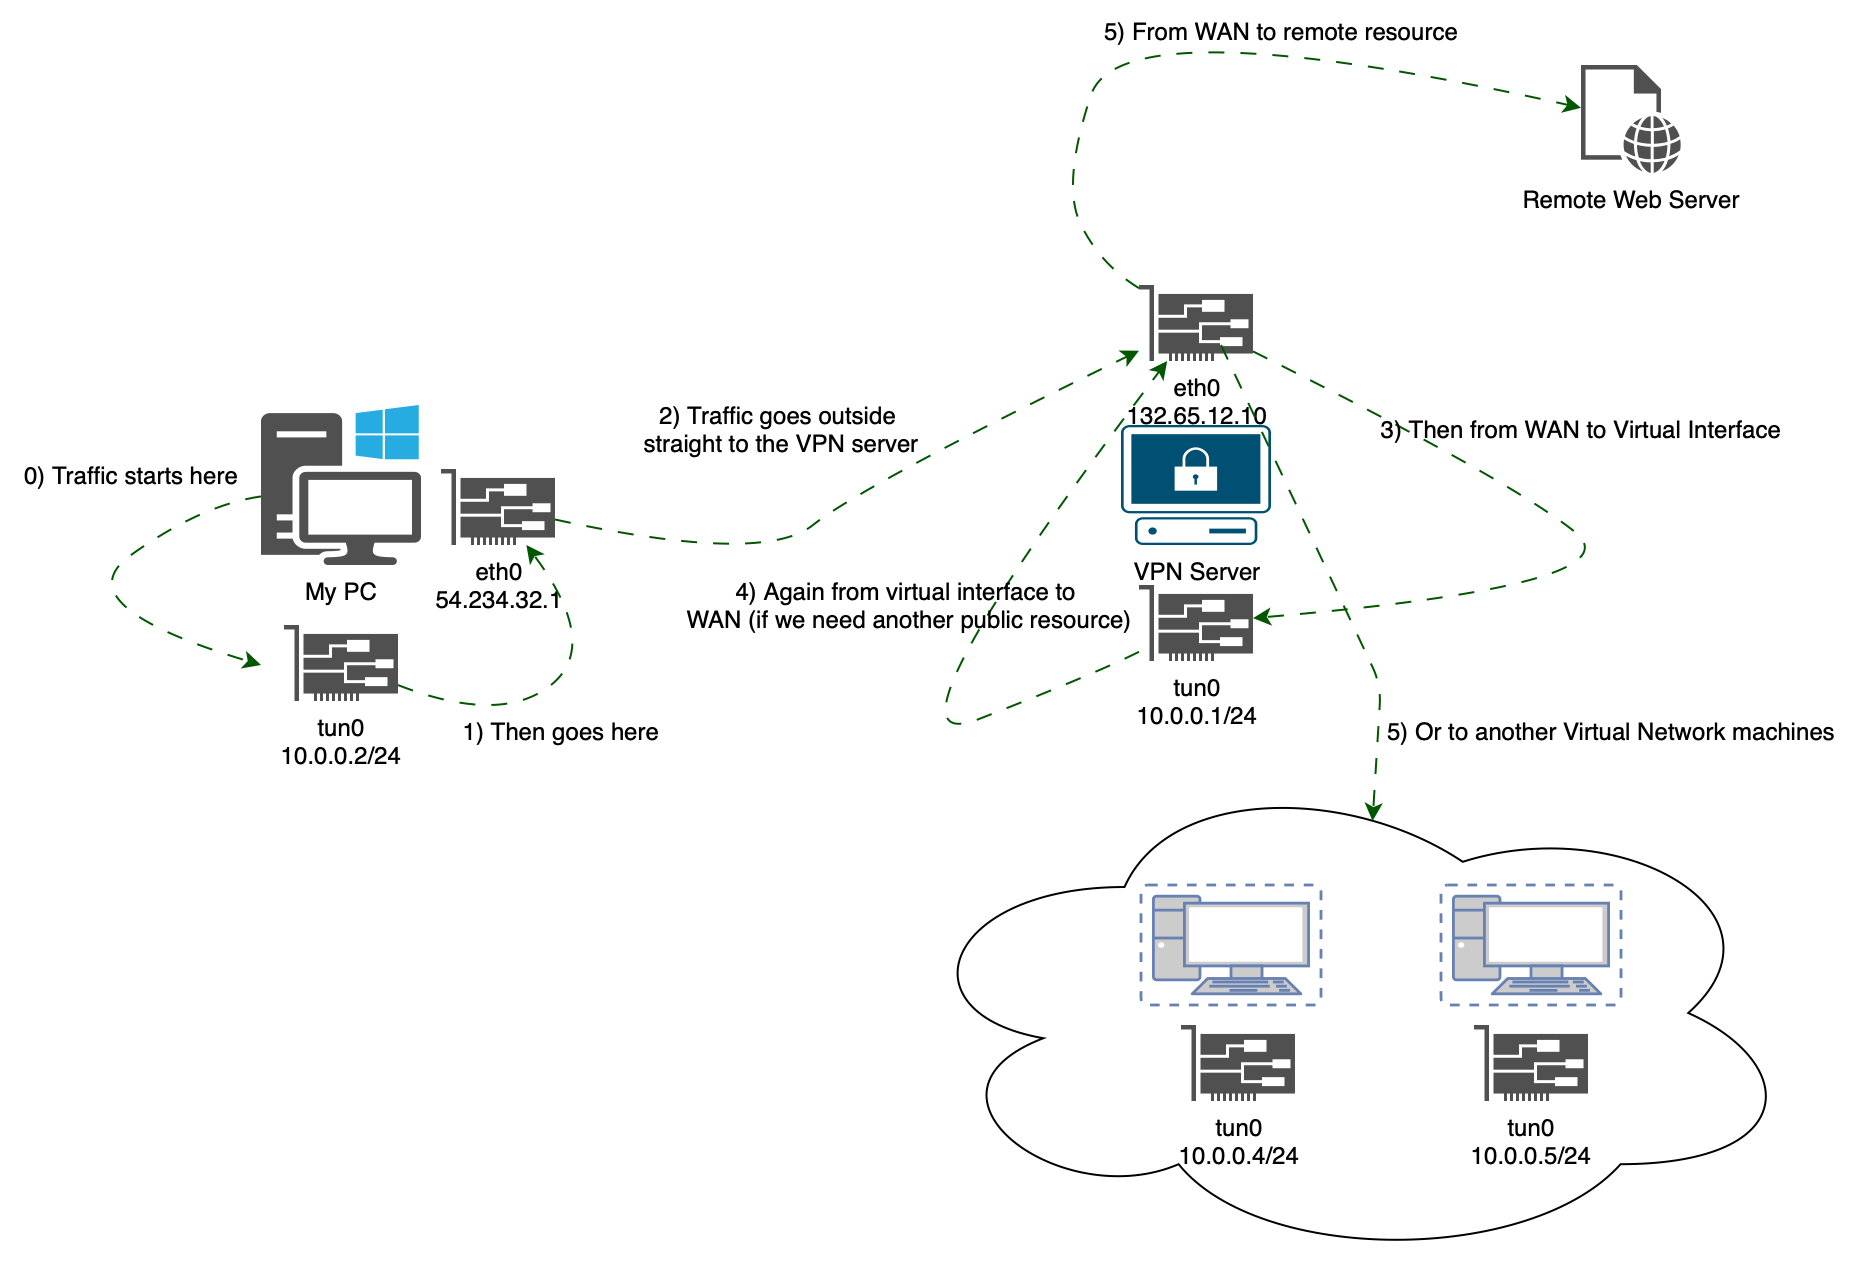 5) From WAN to remote resource
Remote Web Server
eth0
132.65.12.10
2) Traffic goes outside
straight to the VPN server
3) Then from WAN to Virtual Interface
0) Traffic starts here
My PC
eth0
54.234.32.1
VPN Server
4) Again from virtual interface to
WAN (if we need another public resource)
tun0
10.0.0.2/24
1) Then goes here
tun0
10.0.0.1/24
5) Or to another Virtual Network machines
tun0
10.0.0.4/24
tun0
10.0.0.5/24